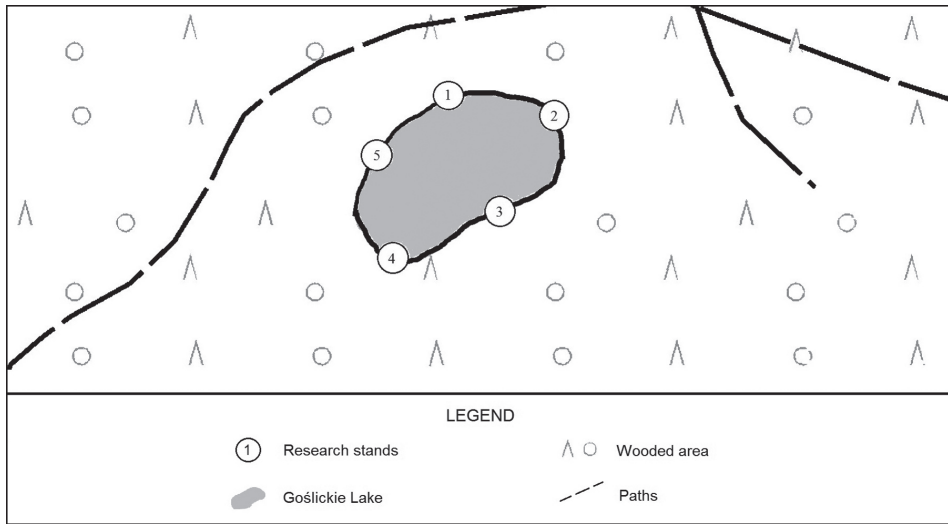 1
2
5
3
4
LEGEND
1 Research stands
Wooded area
Goślickie Lake
Paths